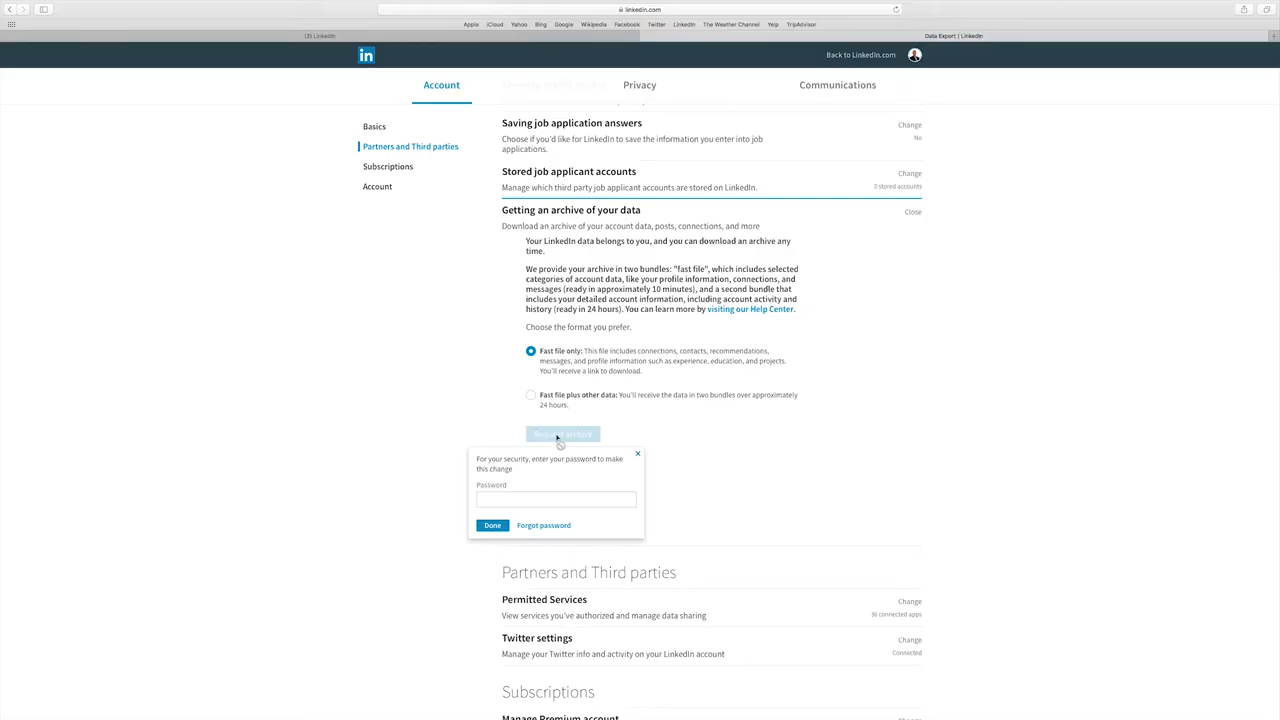 linkedin.com
Apple iCloud Yahoo Bing Google Wikipedia Facebook Twitter LinkedIn The Weather Channel Yelp TripAdvisor
(3) LinkedIn
Data Export | LinkedIn
in
Back to LinkedIn.com
Account
Privacy
Communications
Basics
Partners and Third parties
Subscriptions
Account
Saving job application answers
Change
Choose if you'd like for LinkedIn to save the information you enter into job
applications.
No
Stored job applicant accounts
Change
Manage which third party job applicant accounts are stored on LinkedIn.
0 stored accounts
Getting an archive of your data
Close
Download an archive of your account data, posts, connections, and more
Your LinkedIn data belongs to you, and you can download an archive any
time.
We provide your archive in two bundles: "fast file", which includes selected
categories of account data, like your profile information, connections, and
messages (ready in approximately 10 minutes), and a second bundle that
includes your detailed account information, including account activity and
history (ready in 24 hours). You can learn more by visiting our Help Center.
Choose the format you prefer.
Fast file only: This file includes connections, contacts, recommendations,
messages, and profile information such as experience, education, and projects.
You'll receive a link to download.
Fast file plus other data: You'll receive the data in two bundles over approximately
24 hours.
Request archive
For your security, enter your password to make
this change
Password
Done
Forgot password
Partners and Third parties
Permitted Services
Change
View services you've authorized and manage data sharing
36 connected apps
Twitter settings
Change
Manage your Twitter info and activity on your LinkedIn account
Connected
Subscriptions
Manage Premium account
Change